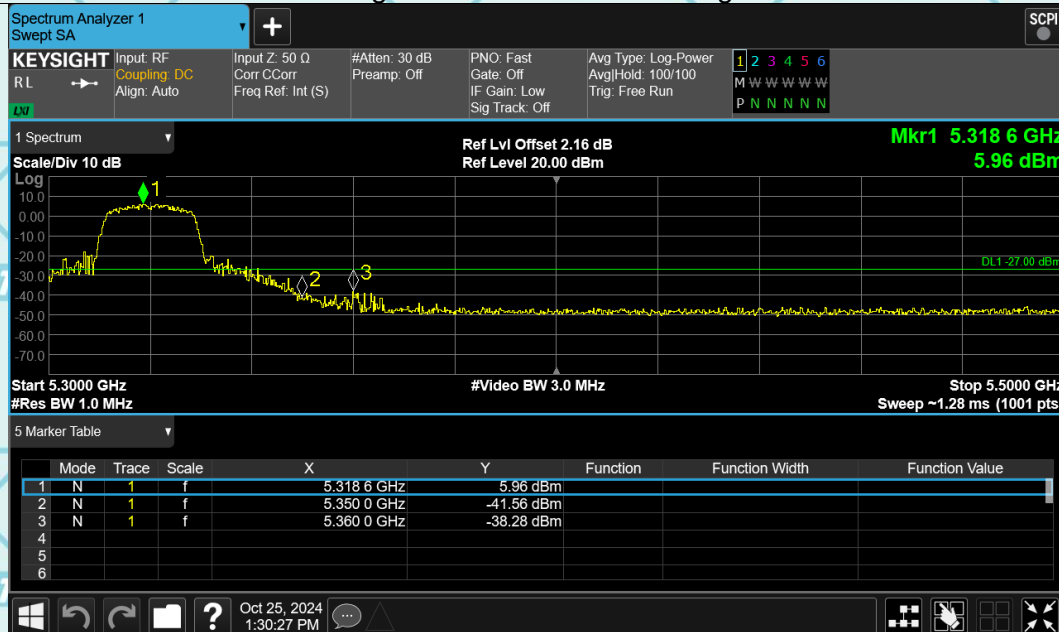 Spectrum Analyzer 1
Swept SA
SCPI
KEYSIGHT Input: RF Input Z: 50 Ω #Atten: 30 dB PNO: Fast Avg Type: Log-Power 1 2 3 4 5 6
RL Coupling: DC Corr CCorr Preamp: Off Gate: Off Avg|Hold: 100/100 M W W W W W
Align: Auto Freq Ref: Int (S) IF Gain: Low Trig: Free Run
LXI Sig Track: Off P N N N N N
1 Spectrum Ref Lvl Offset 2.16 dB Mkr1 5.318 6 GHz
Scale/Div 10 dB Ref Level 20.00 dBm 5.96 dBm
Log
1
10.0
0.00
-10.0
-20.0
DL1 -27.00 dBm
-30.0
2 3
-40.0
-50.0
-60.0
-70.0
Start 5.3000 GHz #Video BW 3.0 MHz Stop 5.5000 GHz
#Res BW 1.0 MHz Sweep ~1.28 ms (1001 pts
5 Marker Table
Mode Trace Scale X Y Function Function Width Function Value
1 N 1 f 5.318 6 GHz 5.96 dBm
2 N 1 f 5.350 0 GHz -41.56 dBm
3 N 1 f 5.360 0 GHz -38.28 dBm
4
5
6
? Oct 25, 2024
1:30:27 PM